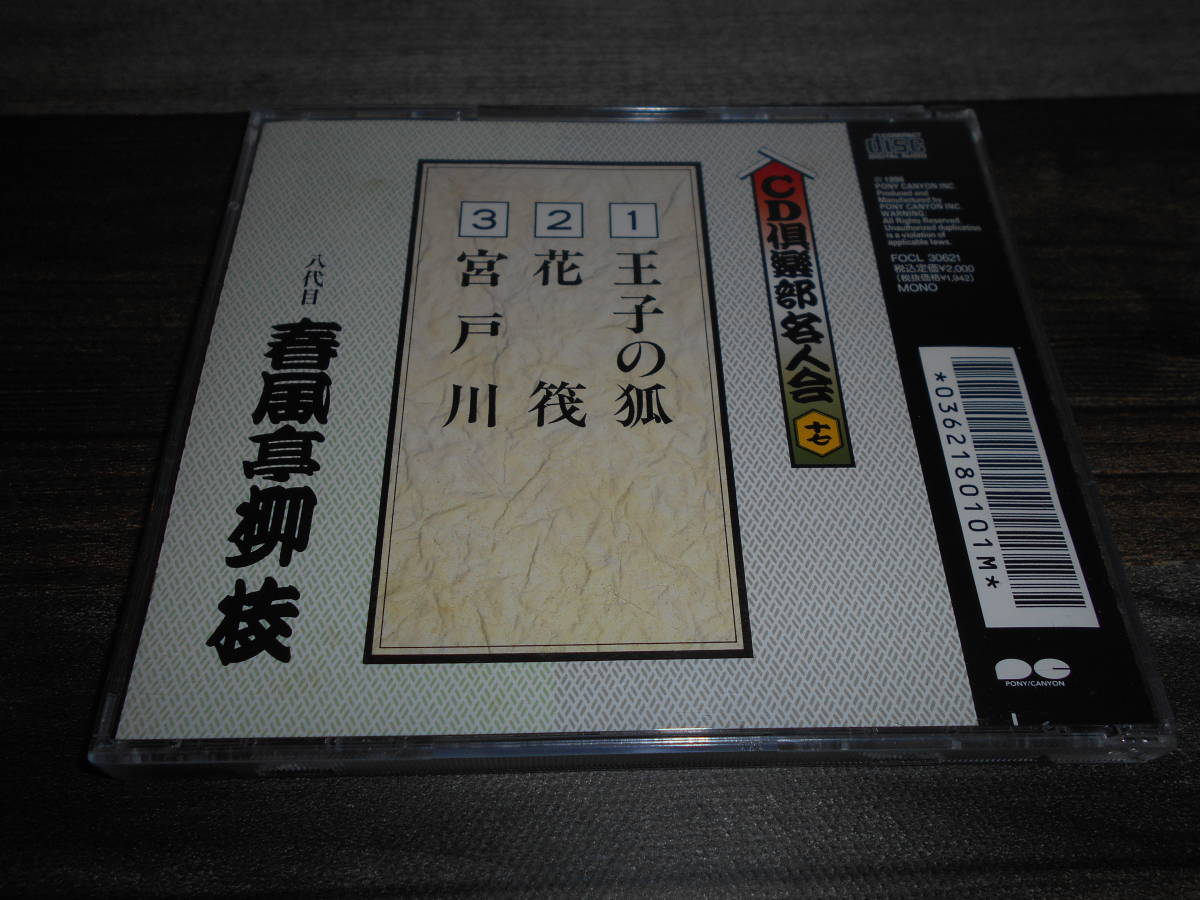 CD倶楽部名人会 十七
1 王子の狐
2 花筏
3 宮戸川
八代目 春風亭柳枝
COMPACT
disc
DIGITAL AUDIO
PONY CANYON INC.
Produced and
Manufactured by
PONY CANYON INC.
WARNING:
All Rights Reserved.
Unauthorized duplication
is a violation of
applicable laws.
FOCL 30621
税込定価¥2,000
(税抜価格¥1,942)
MONO
*0362180101M*
PONY/CANYON